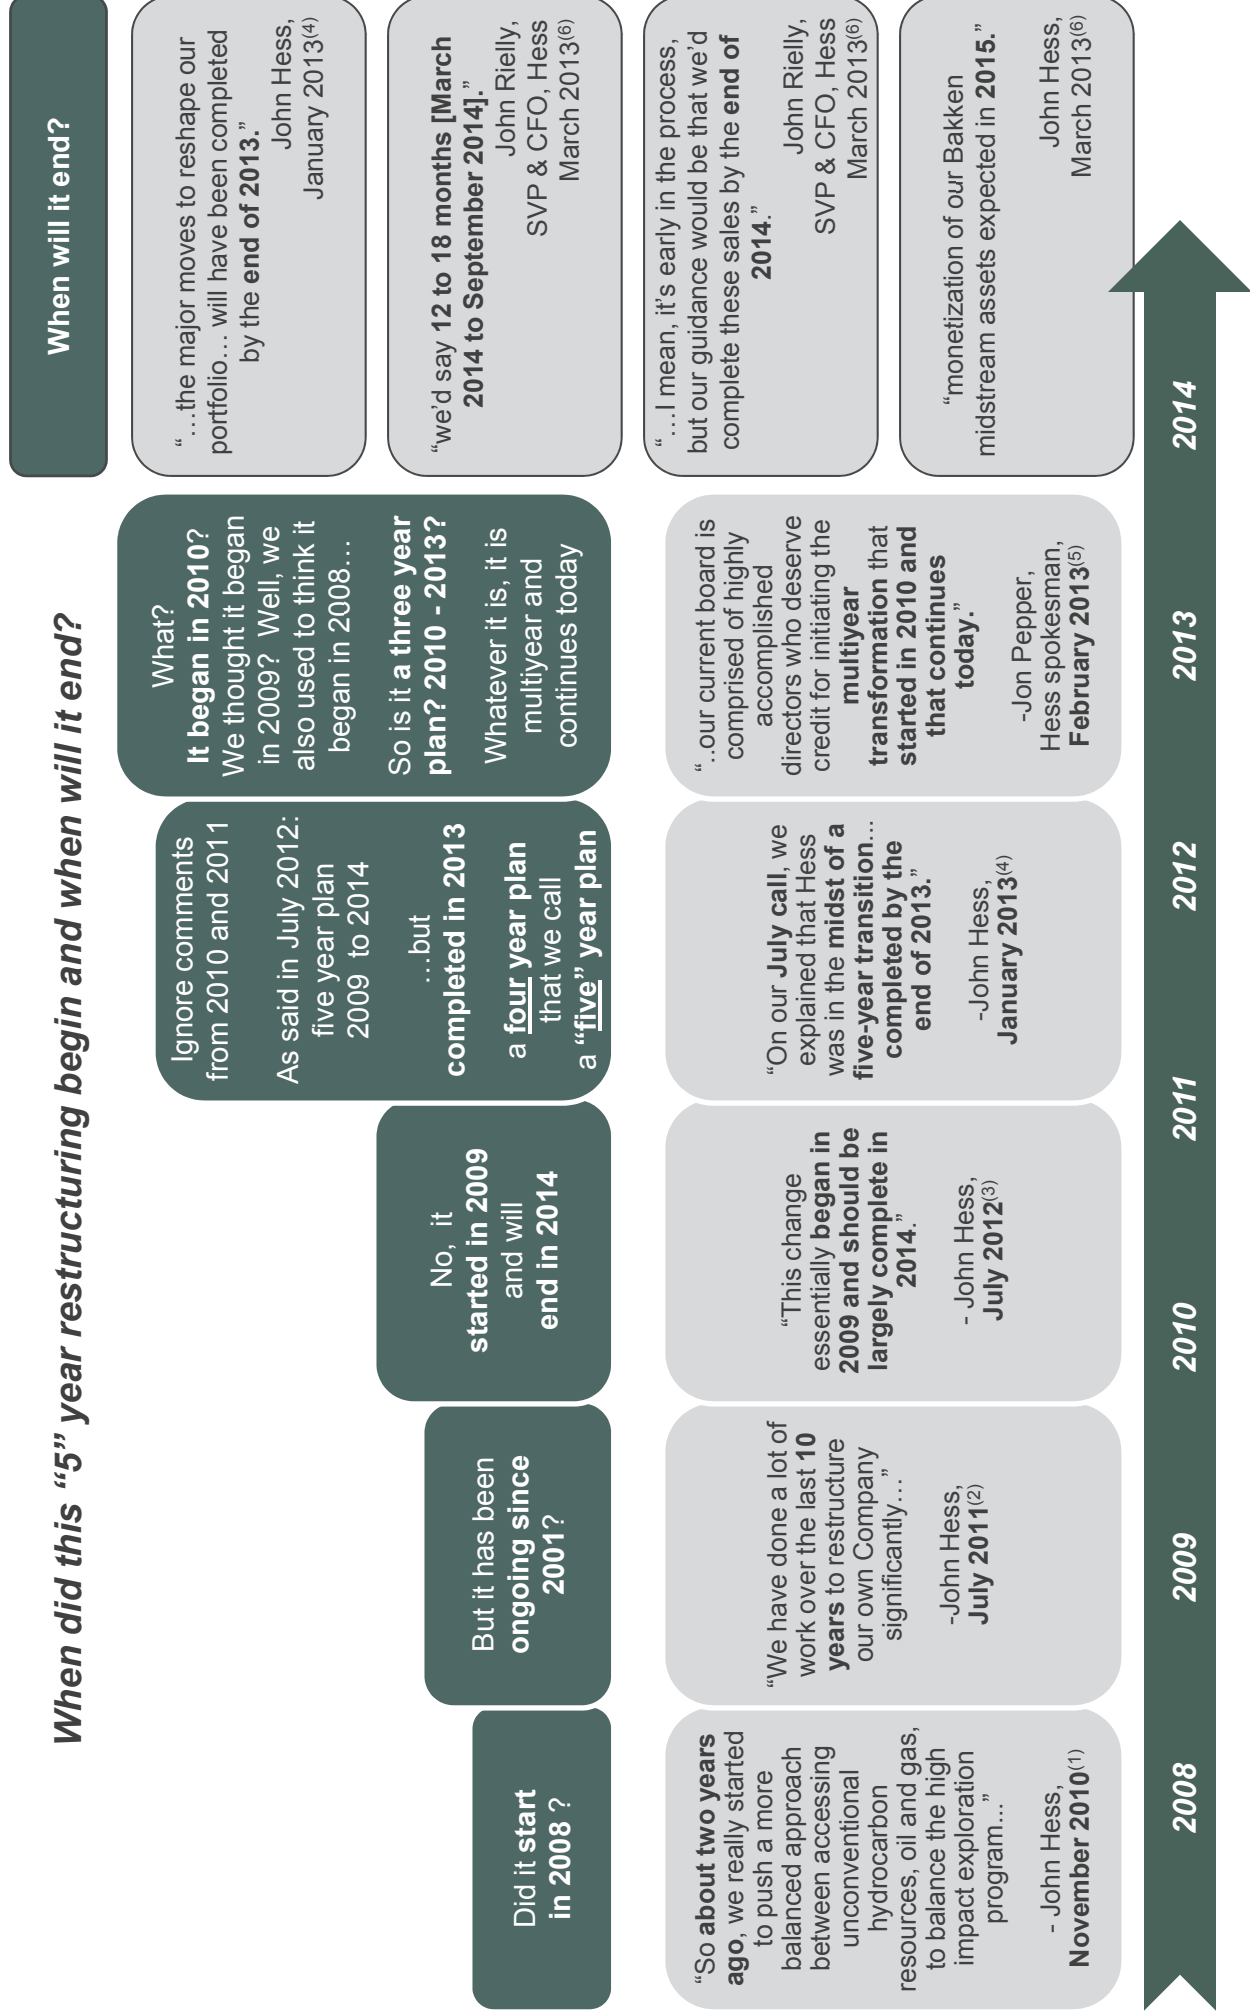 When did this “5” year restructuring begin and when will it end?
Did it start
in 2008 ?
But it has been
ongoing since
2001?
No, it
started in 2009
and will
end in 2014
Ignore comments
from 2010 and 2011
As said in July 2012:
five year plan
2009 to 2014
…but
completed in 2013
a four year plan
that we call
a “five” year plan
What?
It began in 2010?
We thought it began
in 2009? Well, we
also used to think it
began in 2008…
So is it a three year
plan? 2010 - 2013?
Whatever it is, it is
multiyear and
continues today
“So about two years
ago, we really started
to push a more
balanced approach
between accessing
unconventional
hydrocarbon
resources, oil and gas,
to balance the high
impact exploration
program...”
- John Hess,
November 2010(1)
“We have done a lot of
work over the last 10
years to restructure
our own Company
significantly…”
-John Hess,
July 2011(2)
“This change
essentially began in
2009 and should be
largely complete in
2014.”
- John Hess,
July 2012(3)
“On our July call, we
explained that Hess
was in the midst of a
five-year transition...
completed by the
end of 2013.”
-John Hess,
January 2013(4)
“..our current board is
comprised of highly
accomplished
directors who deserve
credit for initiating the
multiyear
transformation that
started in 2010 and
that continues
today.”
-Jon Pepper,
Hess spokesman,
February 2013(5)
When will it end?
“…the major moves to reshape our
portfolio… will have been completed
by the end of 2013.”
John Hess,
January 2013(4)
“we’d say 12 to 18 months [March
2014 to September 2014].”
John Rielly,
SVP & CFO, Hess
March 2013(6)
“…I mean, it’s early in the process,
but our guidance would be that we’d
complete these sales by the end of
2014.”
John Rielly,
SVP & CFO, Hess
March 2013(6)
“monetization of our Bakken
midstream assets expected in 2015.”
John Hess,
March 2013(6)
2008
2009
2010
2011
2012
2013
2014